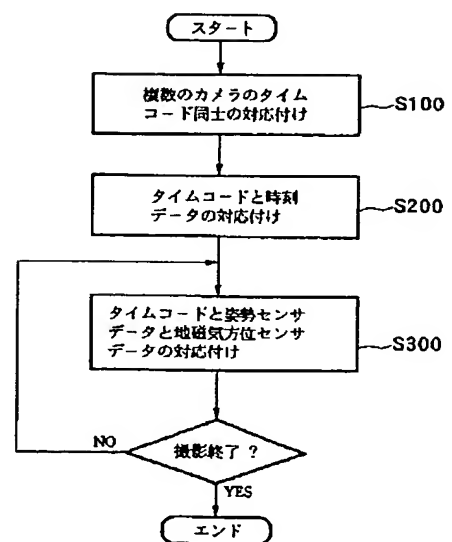 スタート
複数のカメラのタイム
コード同士の対応付け
S100
タイムコードと時刻
データの対応付け
S200
タイムコードと姿勢センサ
データと地磁気方位センサ
データの対応付け
S300
NO
撮影終了 ?
YES
エンド